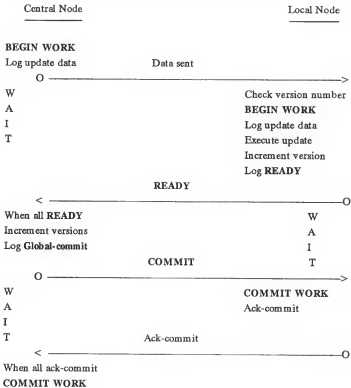 Central Node Local Node
BEGIN WORK
Log update data Data sent
O >
W Check version number
A BEGIN WORK
I Log update data
T Execute update
Increment version
Log READY
READY
< O
When all READY W
Increment versions A
Log Global-commit I
COMMIT T
O >
W COMMIT WORK
A Ack-commit
I
T Ack-commit
< O
When all ack-commit
COMMIT WORK